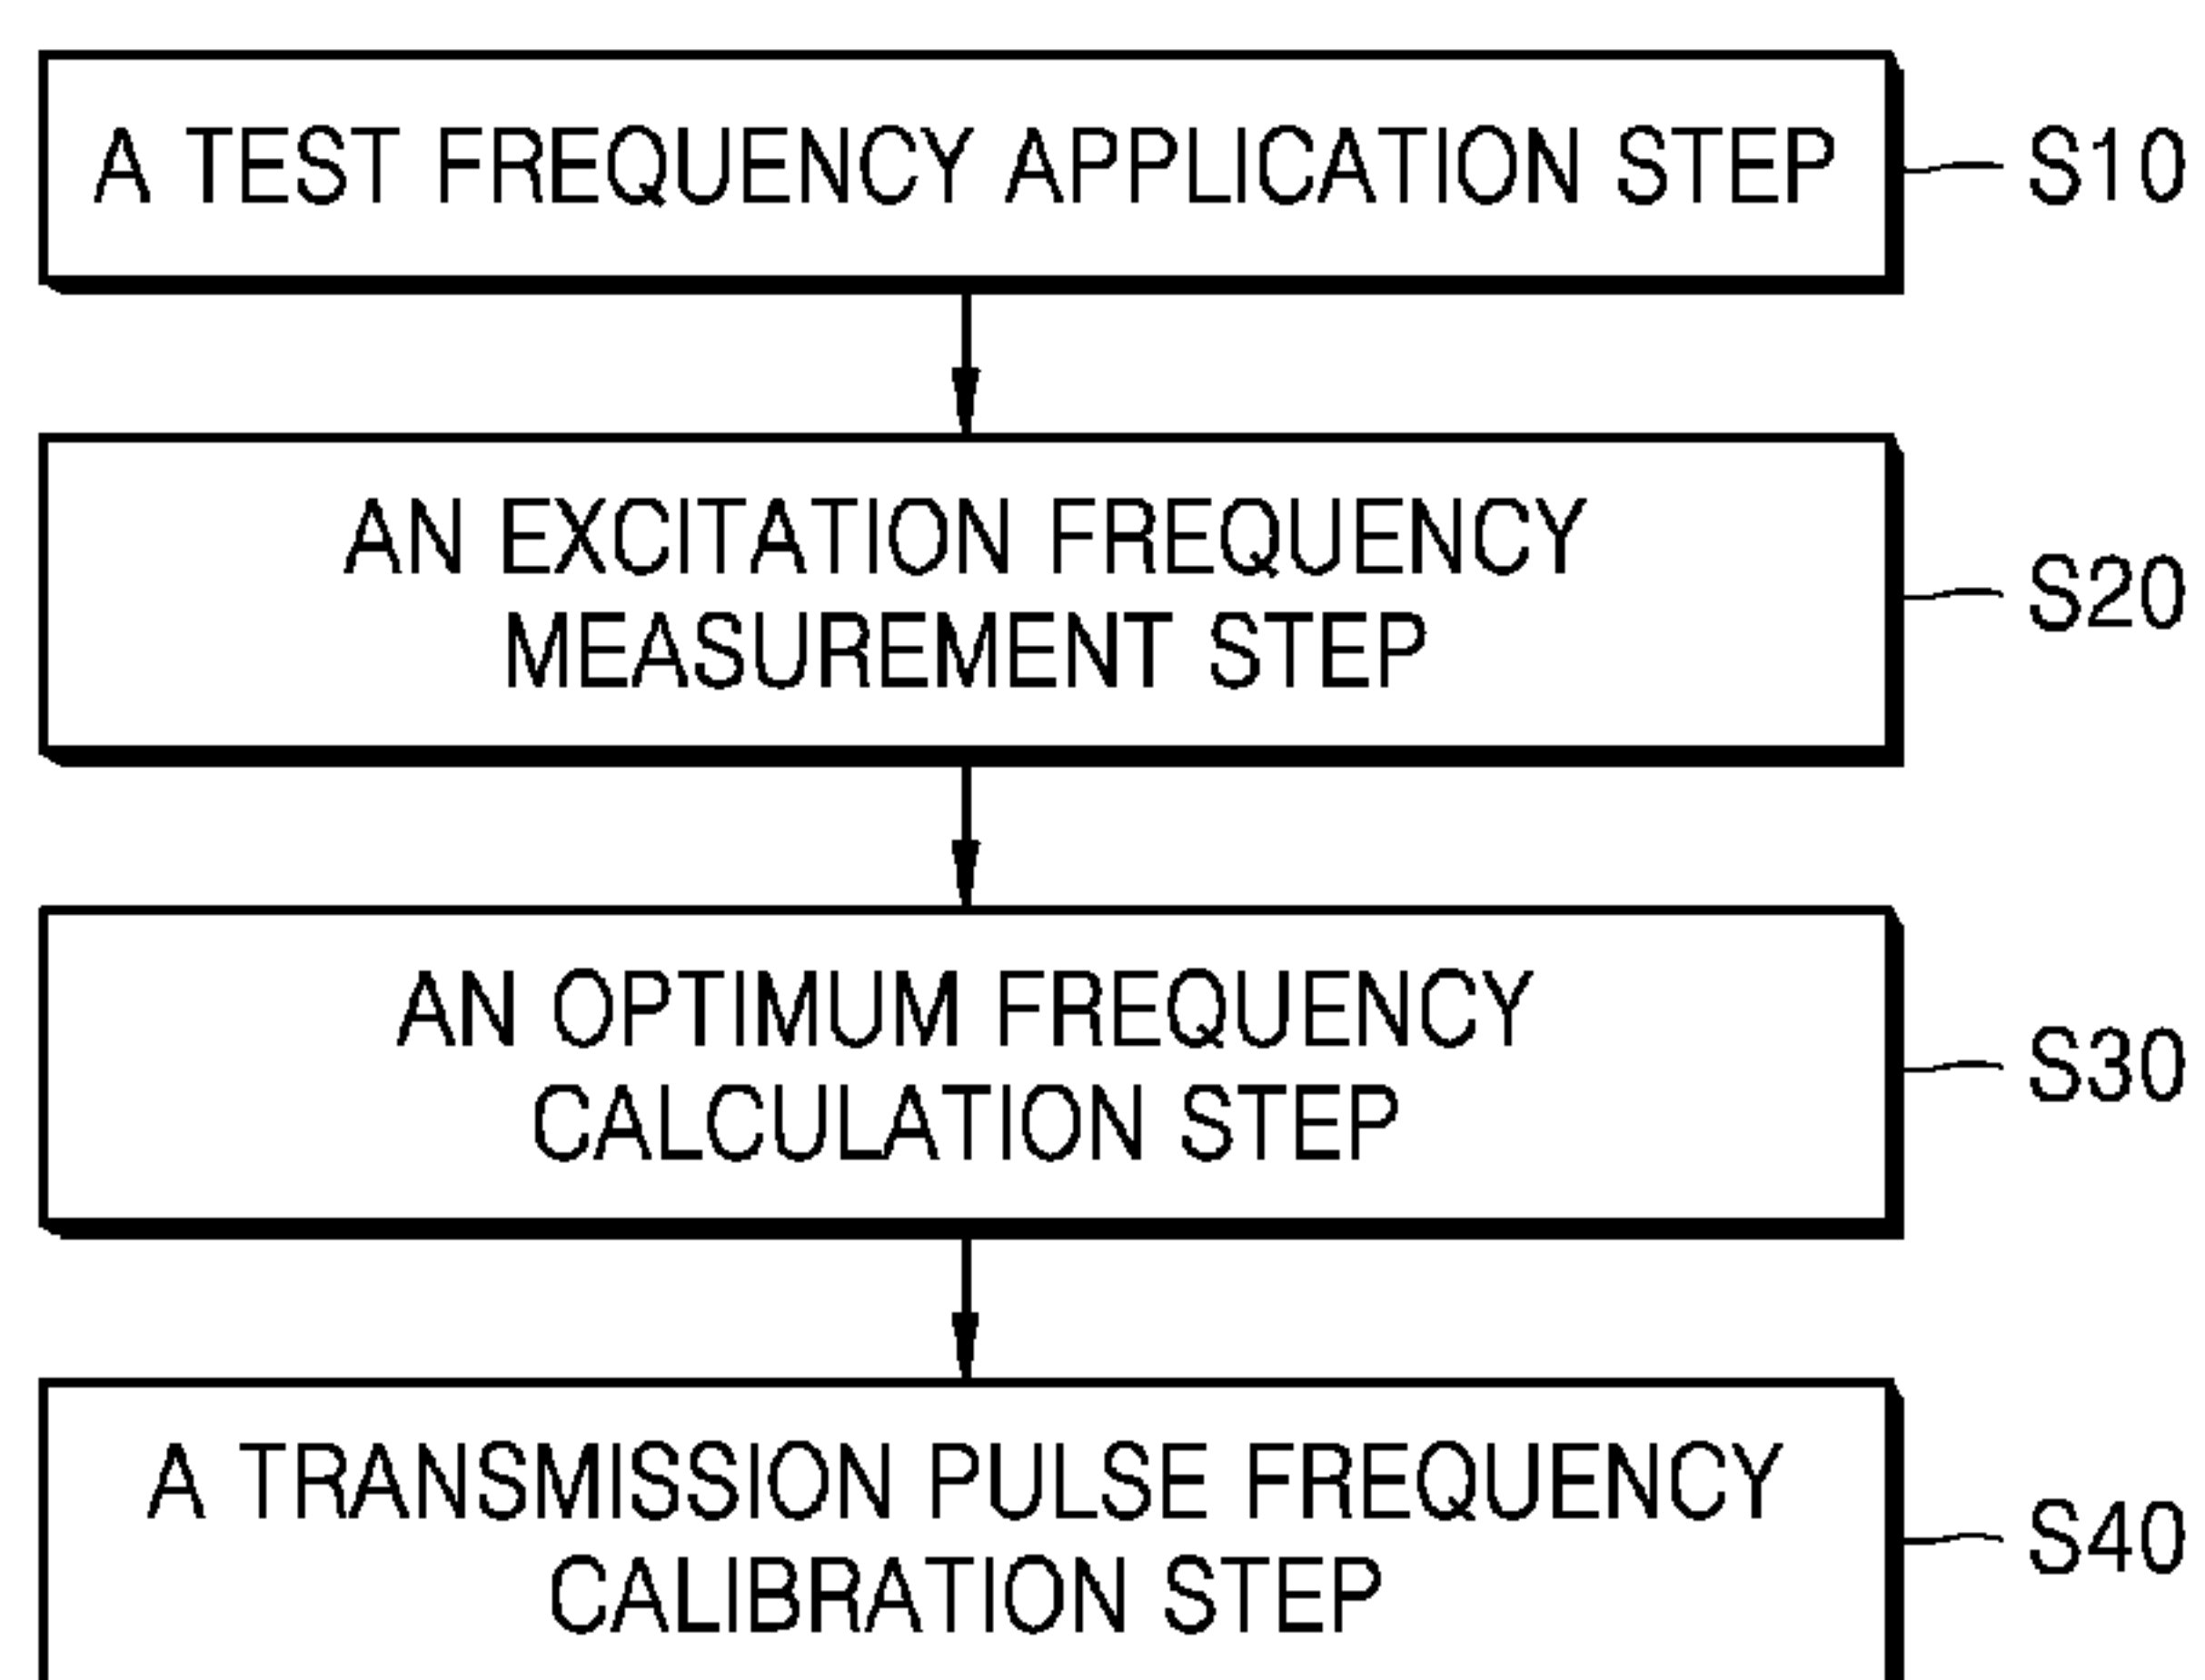 A TEST FREQUENCY APPLICATION STEP
S10
AN EXCITATION FREQUENCY
MEASUREMENT STEP
S20
AN OPTIMUM FREQUENCY
CALCULATION STEP
S30
A TRANSMISSION PULSE FREQUENCY
CALIBRATION STEP
S40